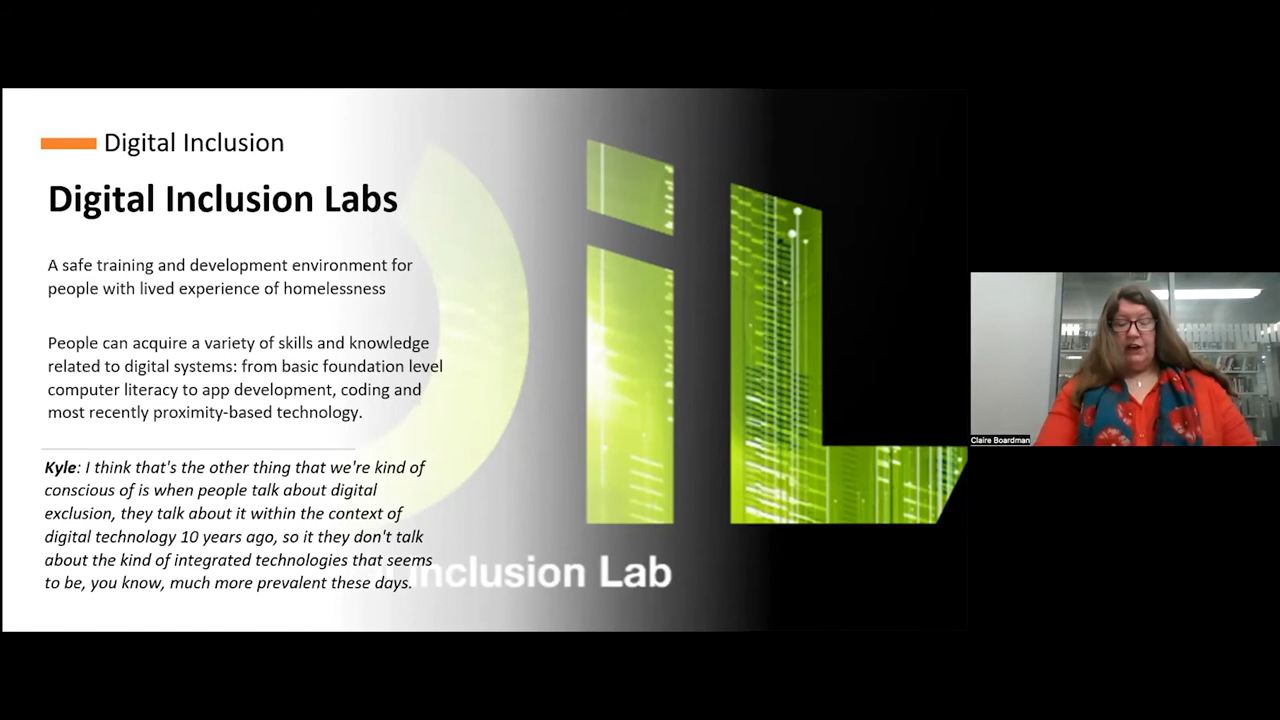 Digital Inclusion
Digital Inclusion Labs
A safe training and development environment for
people with lived experience of homelessness
People can acquire a variety of skills and knowledge
related to digital systems: from basic foundation level
computer literacy to app development, coding and
most recently proximity-based technology.
Kyle: I think that's the other thing that we're kind of
conscious of is when people talk about digital
exclusion, they talk about it within the context of
digital technology 10 years ago, so it they don't talk
about the kind of integrated technologies that seems
to be, you know, much more prevalent these days.
DiL
Inclusion Lab
Claire Boardman